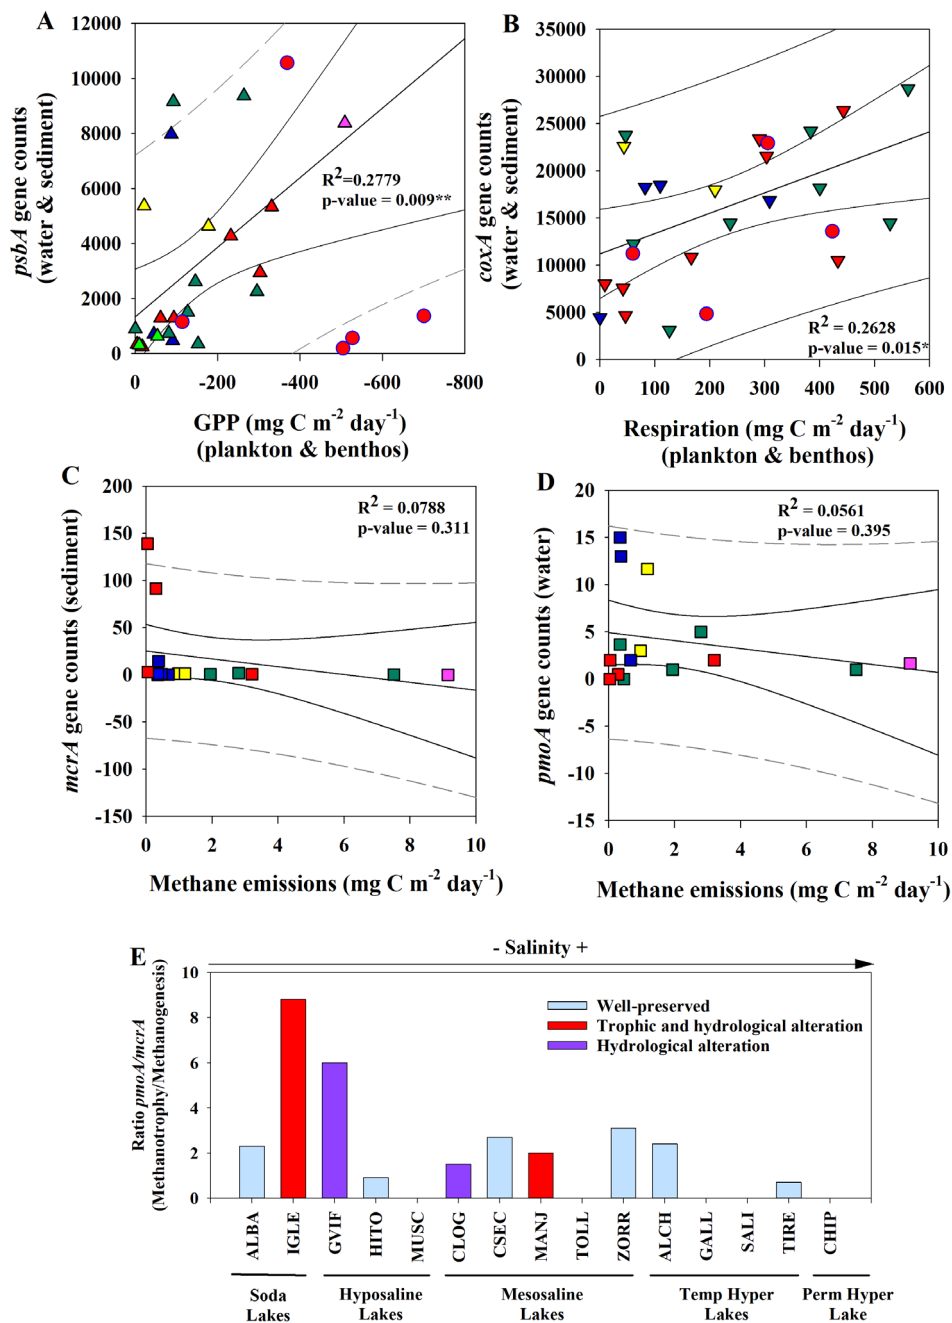 A
12000
10000
8000
6000
4000
2000
0
psbA gene counts
(water & sediment)
R²=0.2779
p-value = 0.009**
0 -200 -400 -600 -800
GPP (mg C m⁻² day⁻¹)
(plankton & benthos)
B
35000
30000
25000
20000
15000
10000
5000
0
coxA gene counts
(water & sediment)
R² = 0.2628
p-value = 0.015*
0 100 200 300 400 500 600
Respiration (mg C m⁻² day⁻¹)
(plankton & benthos)
C
200
150
100
50
0
-50
-100
-150
mcrA gene counts (sediment)
R² = 0.0788
p-value = 0.311
0 2 4 6 8 10
Methane emissions (mg C m⁻² day⁻¹)
D
20
15
10
5
0
-5
-10
-15
pmoA gene counts (water)
R² = 0.0561
p-value = 0.395
0 2 4 6 8 10
Methane emissions (mg C m⁻² day⁻¹)
E
- Salinity +
10
8
6
4
2
0
Ratio pmoA/mcrA
(Methanotrophy/Methanogenesis)
Well-preserved
Trophic and hydrological alteration
Hydrological alteration
ALBA
IGLE
GVIF
HITO
MUSC
CLOG
CSEC
MANJ
TOLL
ZORR
ALCH
GALL
SALI
TIRE
CHIP
Soda
Lakes
Hyposaline
Lakes
Mesosaline
Lakes
Temp Hyper
Lakes
Perm Hyper
Lake